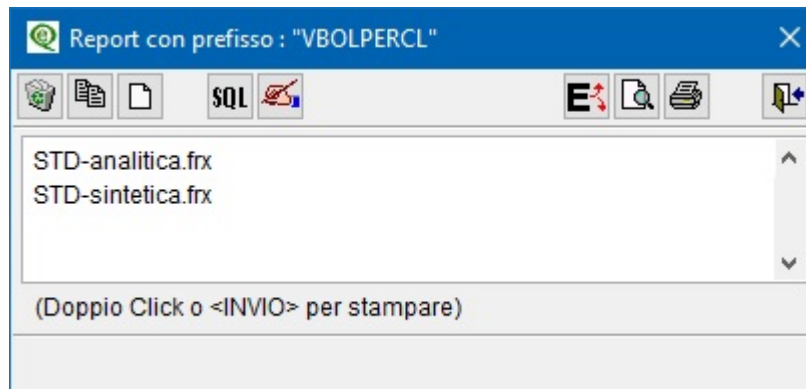 Report con prefisso : "VBOLPERCL"
SQL E
STD-analitica.frx
STD-sintetica.frx
(Doppio Click o <INVIO> per stampare)